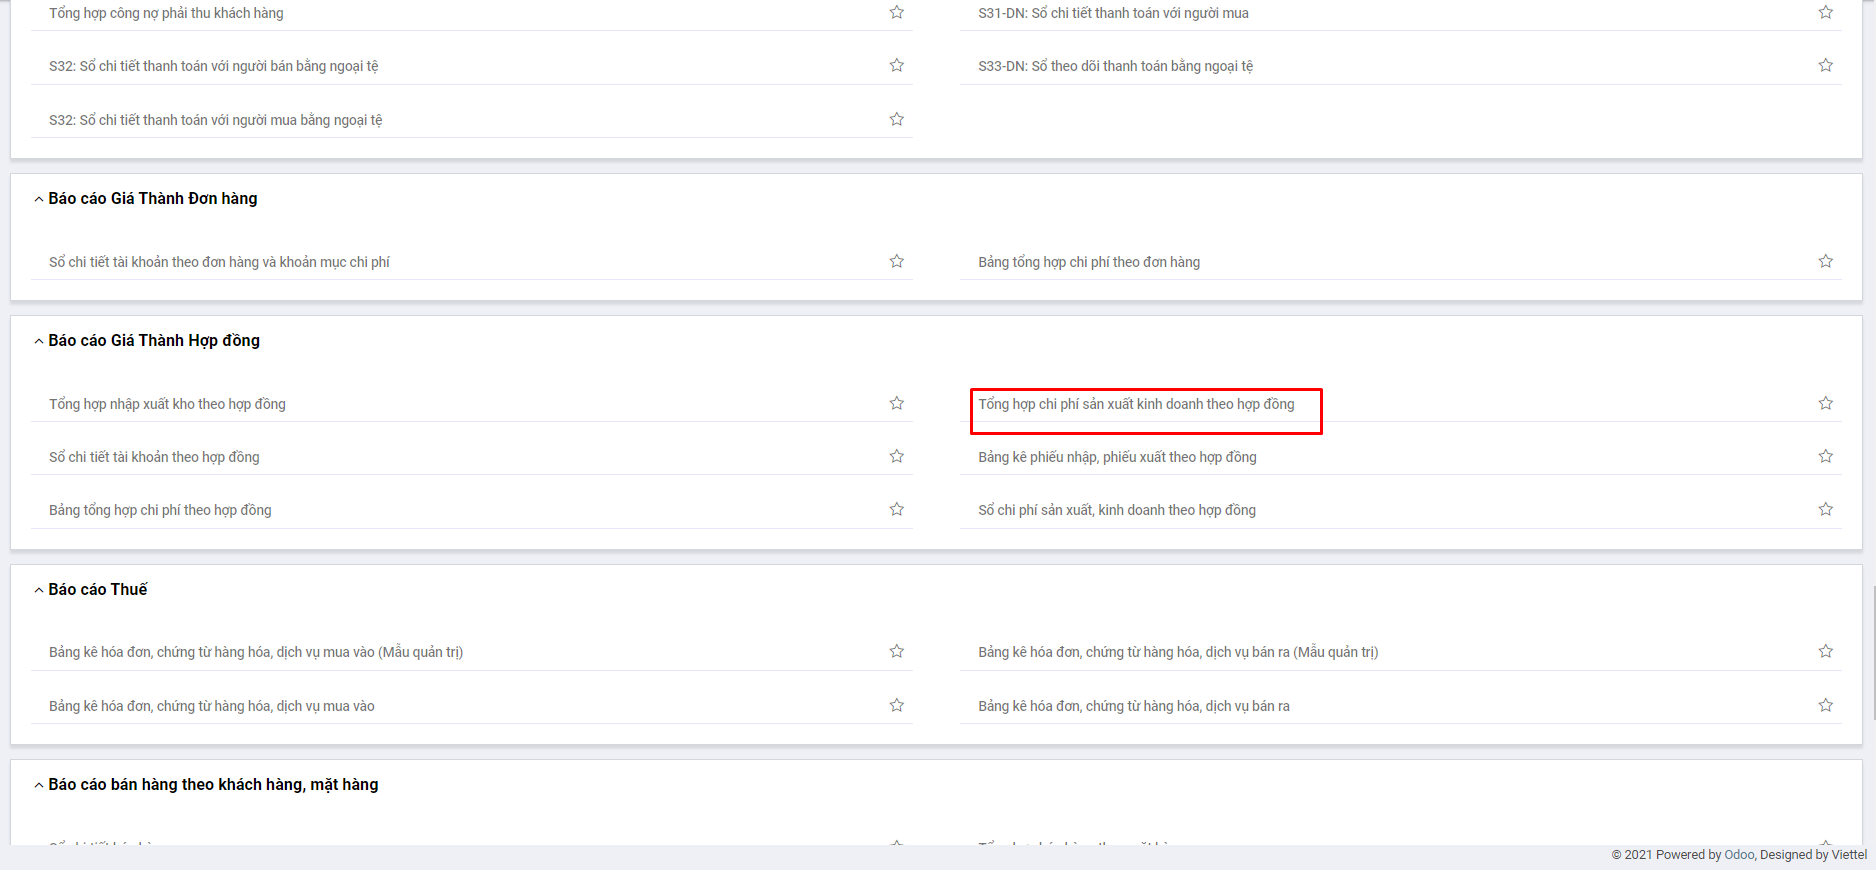 Tổng hợp công nợ phải thu khách hàng
S31-DN: Sổ chi tiết thanh toán với người mua
S32: Sổ chi tiết thanh toán với người bán bằng ngoại tệ
S33-DN: Sổ theo dõi thanh toán bằng ngoại tệ
S32: Sổ chi tiết thanh toán với người mua bằng ngoại tệ
Báo cáo Giá Thành Đơn hàng
Sổ chi tiết tài khoản theo đơn hàng và khoản mục chi phí
Bảng tổng hợp chi phí theo đơn hàng
Báo cáo Giá Thành Hợp đồng
Tổng hợp nhập xuất kho theo hợp đồng
Tổng hợp chi phí sản xuất kinh doanh theo hợp đồng
Sổ chi tiết tài khoản theo hợp đồng
Bảng kê phiếu nhập, phiếu xuất theo hợp đồng
Bảng tổng hợp chi phí theo hợp đồng
Sổ chi phí sản xuất, kinh doanh theo hợp đồng
Báo cáo Thuế
Bảng kê hóa đơn, chứng từ hàng hóa, dịch vụ mua vào (Mẫu quản trị)
Bảng kê hóa đơn, chứng từ hàng hóa, dịch vụ bán ra (Mẫu quản trị)
Bảng kê hóa đơn, chứng từ hàng hóa, dịch vụ mua vào
Bảng kê hóa đơn, chứng từ hàng hóa, dịch vụ bán ra
Báo cáo bán hàng theo khách hàng, mặt hàng
© 2021 Powered by Odoo, Designed by Viettel